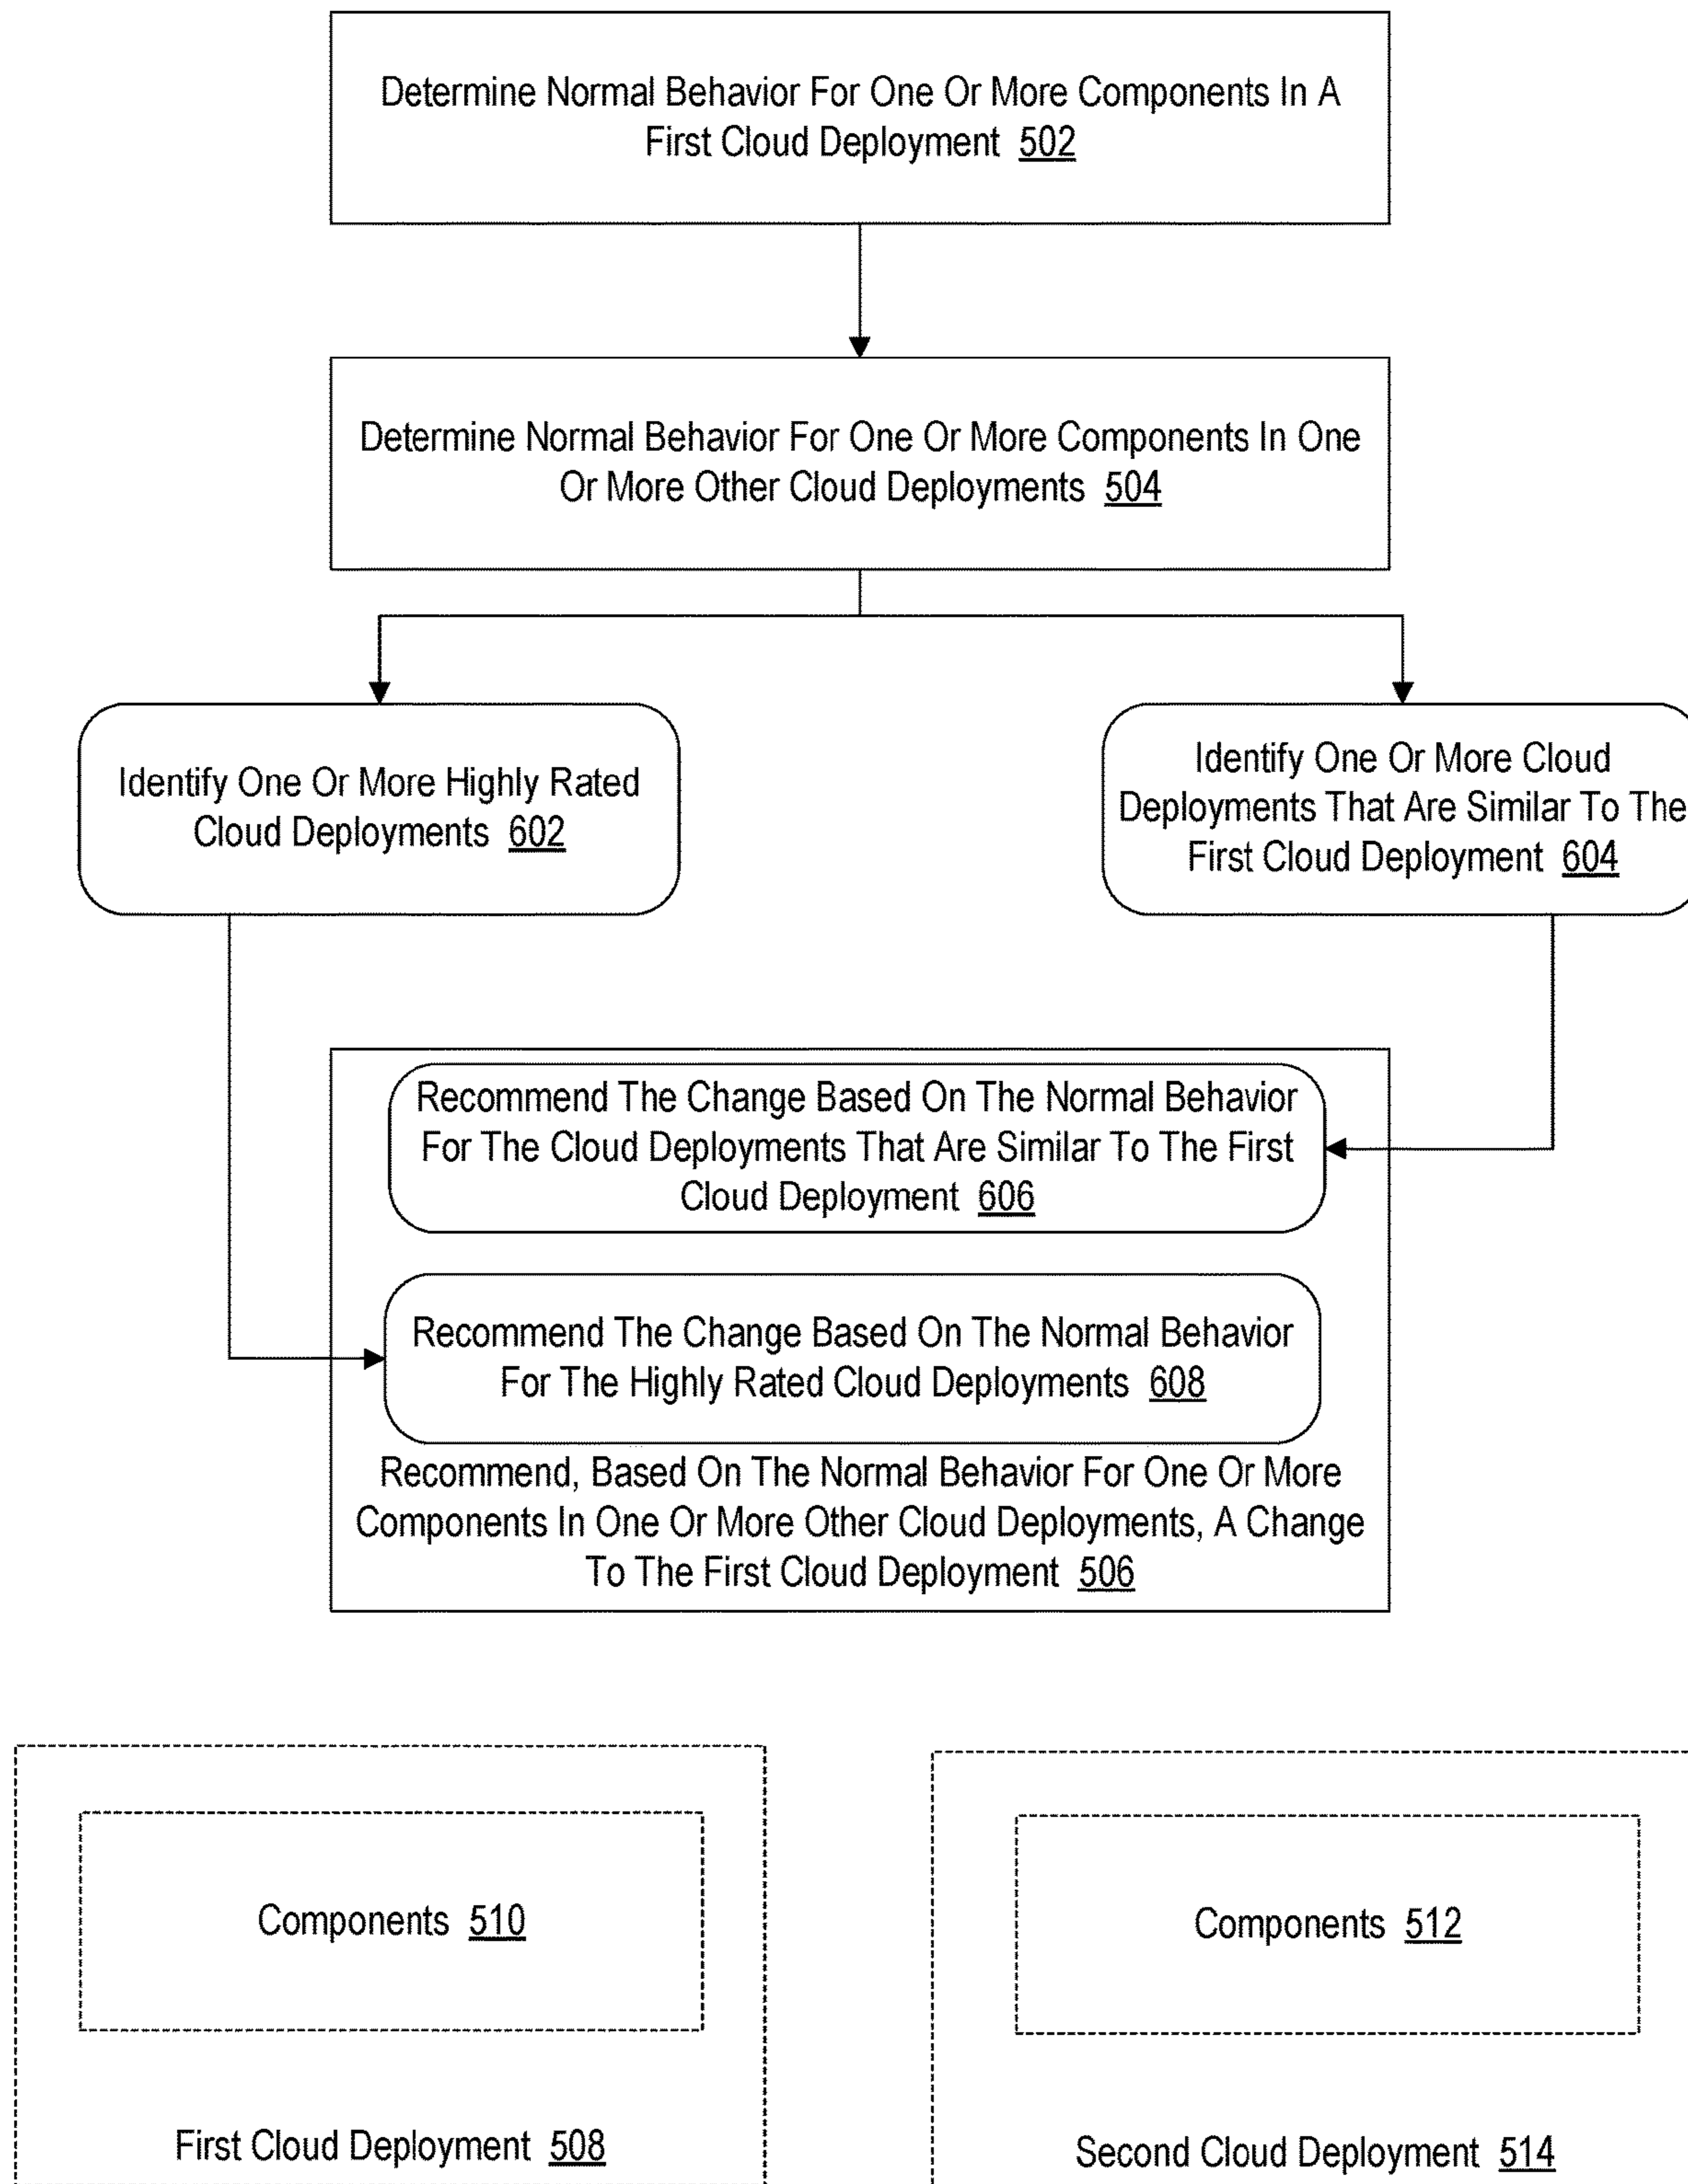 Determine Normal Behavior For One Or More Components In A
First Cloud Deployment 502
Determine Normal Behavior For One Or More Components In One
Or More Other Cloud Deployments 504
Identify One Or More Highly Rated
Cloud Deployments 602
Identify One Or More Cloud
Deployments That Are Similar To The
First Cloud Deployment 604
Recommend The Change Based On The Normal Behavior
For The Cloud Deployments That Are Similar To The First
Cloud Deployment 606
Recommend The Change Based On The Normal Behavior
For The Highly Rated Cloud Deployments 608
Recommend, Based On The Normal Behavior For One Or More
Components In One Or More Other Cloud Deployments, A Change
To The First Cloud Deployment 506
Components 510
First Cloud Deployment 508
Components 512
Second Cloud Deployment 514